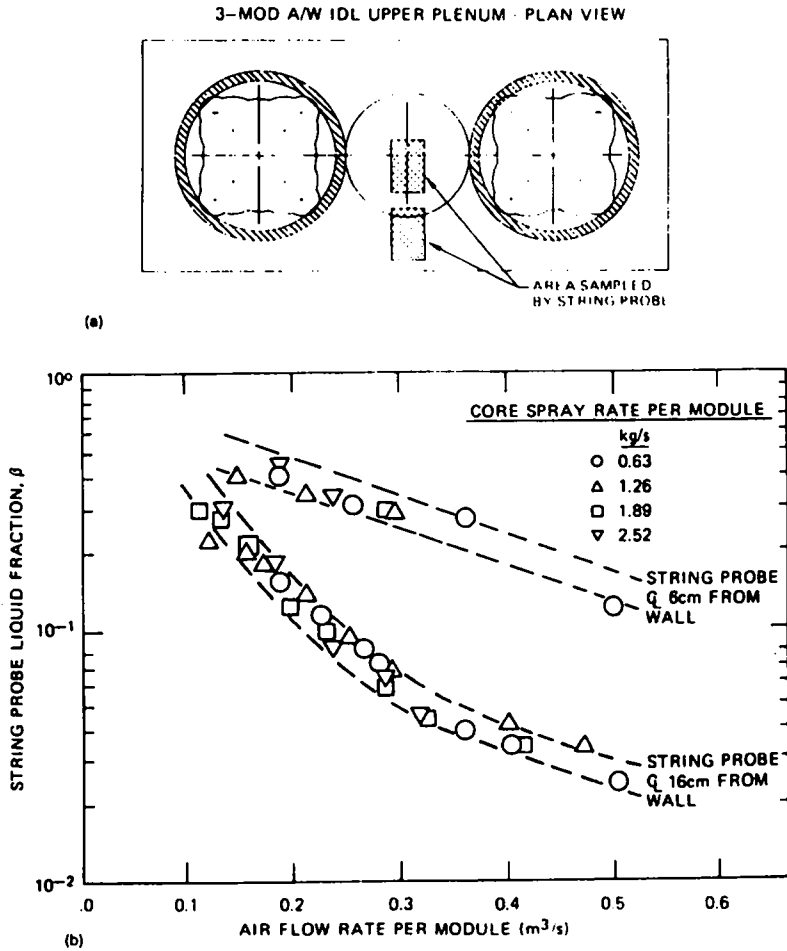 3-MOD A/W IDL UPPER PLENUM - PLAN VIEW
AREA SAMPLED
BY STRING PROBE
(a)
10⁰
CORE SPRAY RATE PER MODULE
kg/s
○ 0.63
△ 1.26
□ 1.89
▽ 2.52
STRING PROBE LIQUID FRACTION, β
STRING PROBE
℄ 6cm FROM
WALL
10⁻¹
STRING PROBE
℄ 16cm FROM
WALL
10⁻²
.0 0.1 0.2 0.3 0.4 0.5 0.6
AIR FLOW RATE PER MODULE (m³/s)
(b)